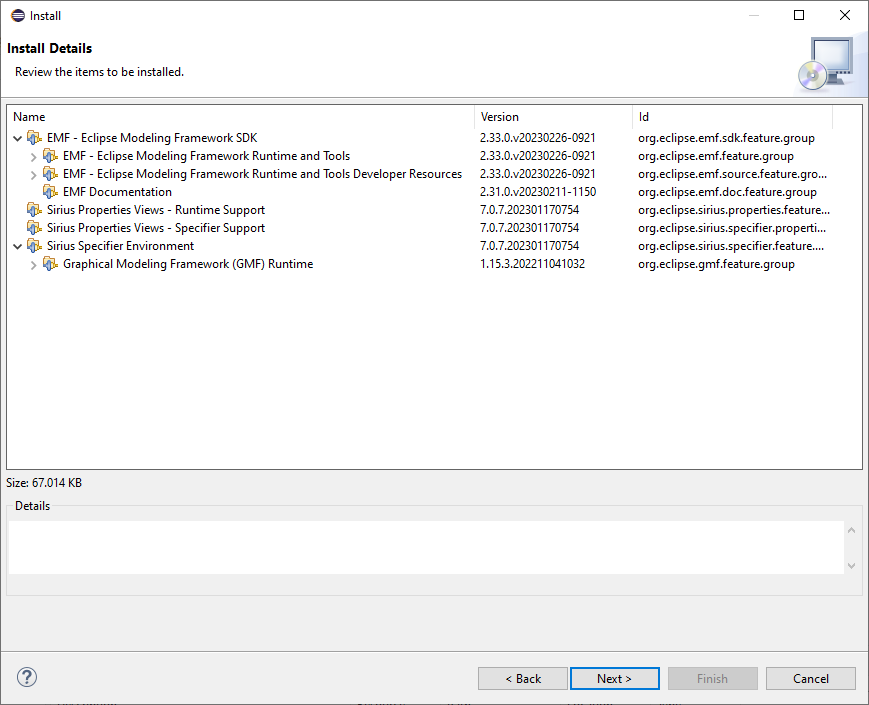 Install
Install Details
Review the items to be installed.
Name Version Id
EMF - Eclipse Modeling Framework SDK 2.33.0.v20230226-0921 org.eclipse.emf.sdk.feature.group
EMF - Eclipse Modeling Framework Runtime and Tools 2.33.0.v20230226-0921 org.eclipse.emf.feature.group
EMF - Eclipse Modeling Framework Runtime and Tools Developer Resources 2.33.0.v20230226-0921 org.eclipse.emf.source.feature.gro...
EMF Documentation 2.31.0.v20230211-1150 org.eclipse.emf.doc.feature.group
Sirius Properties Views - Runtime Support 7.0.7.202301170754 org.eclipse.sirius.properties.feature...
Sirius Properties Views - Specifier Support 7.0.7.202301170754 org.eclipse.sirius.specifier.properti...
Sirius Specifier Environment 7.0.7.202301170754 org.eclipse.sirius.specifier.feature....
Graphical Modeling Framework (GMF) Runtime 1.15.3.202211041032 org.eclipse.gmf.feature.group
Size: 67.014 KB
Details
? < Back Next > Finish Cancel